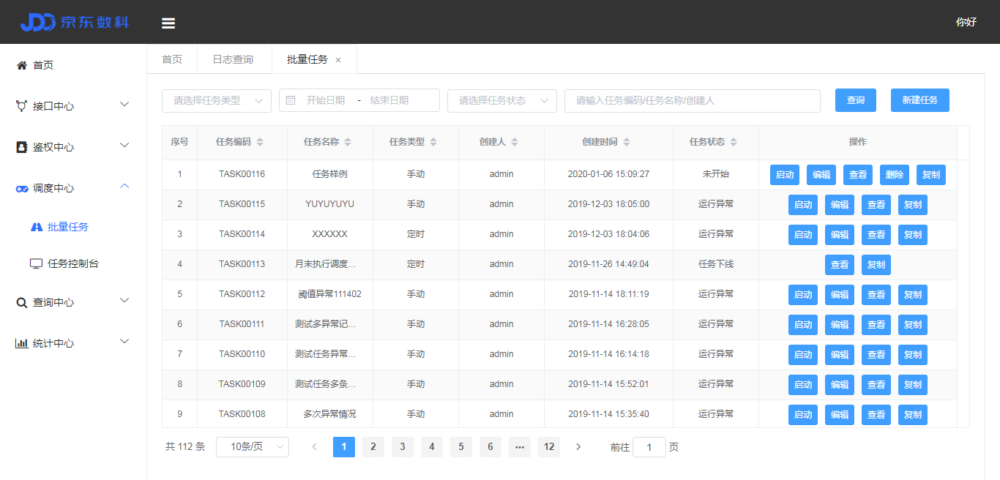 JDD 京东数科
你好
首页
接口中心
鉴权中心
调度中心
批量任务
任务控制台
查询中心
统计中心
首页 日志查询 批量任务 ×
请选择任务类型 开始日期 - 结束日期 请选择任务状态 请输入任务编码/任务名称/创建人 查询 新建任务
序号 任务编码 任务名称 任务类型 创建人 创建时间 任务状态 操作
1 TASK00116 任务样例 手动 admin 2020-01-06 15:09:27 未开始 启动 编辑 查看 删除 复制
2 TASK00115 YUYUYUYU 手动 admin 2019-12-03 18:05:00 运行异常 启动 编辑 查看 复制
3 TASK00114 XXXXXX 定时 admin 2019-12-03 18:04:06 运行异常 启动 编辑 查看 复制
4 TASK00113 月末执行调度... 定时 admin 2019-11-26 14:49:04 任务下线 查看 复制
5 TASK00112 阈值异常111402 手动 admin 2019-11-14 18:11:19 运行异常 启动 编辑 查看 复制
6 TASK00111 测试多异常记... 手动 admin 2019-11-14 16:28:05 运行异常 启动 编辑 查看 复制
7 TASK00110 测试任务异常... 手动 admin 2019-11-14 16:14:18 运行异常 启动 编辑 查看 复制
8 TASK00109 测试任务多条... 手动 admin 2019-11-14 15:52:01 运行异常 启动 编辑 查看 复制
9 TASK00108 多次异常情况 手动 admin 2019-11-14 15:35:40 运行异常 启动 编辑 查看 复制
共 112 条 10条/页 < 1 2 3 4 5 6 ... 12 > 前往 1 页